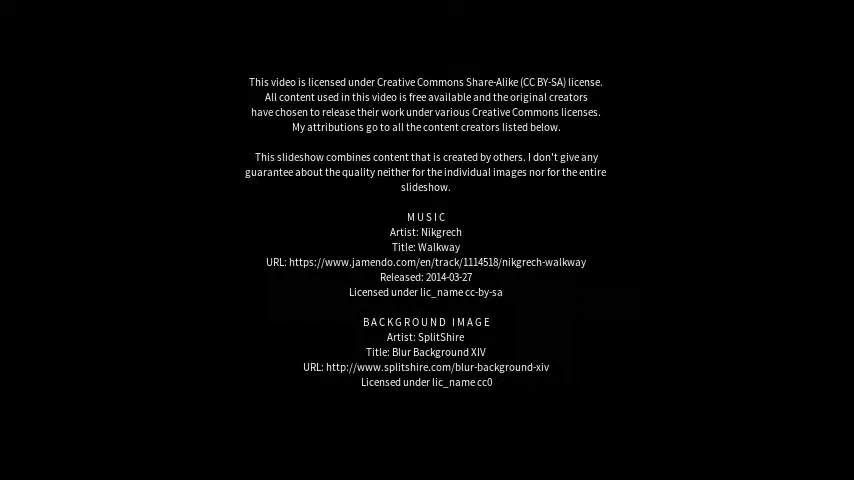 This video is licensed under Creative Commons Share-Alike (CC BY-SA) license.
All content used in this video is free available and the original creators
have chosen to release their work under various Creative Commons licenses.
My attributions go to all the content creators listed below.
This slideshow combines content that is created by others. I don't give any
guarantee about the quality neither for the individual images nor for the entire
slideshow.
MUSIC
Artist: Nikgrech
Title: Walkway
URL: https://www.jamendo.com/en/track/1114518/nikgrech-walkway
Released: 2014-03-27
Licensed under lic_name cc-by-sa
BACKGROUND IMAGE
Artist: SplitShire
Title: Blur Background XIV
URL: http://www.splitshire.com/blur-background-xiv
Licensed under lic_name cc0